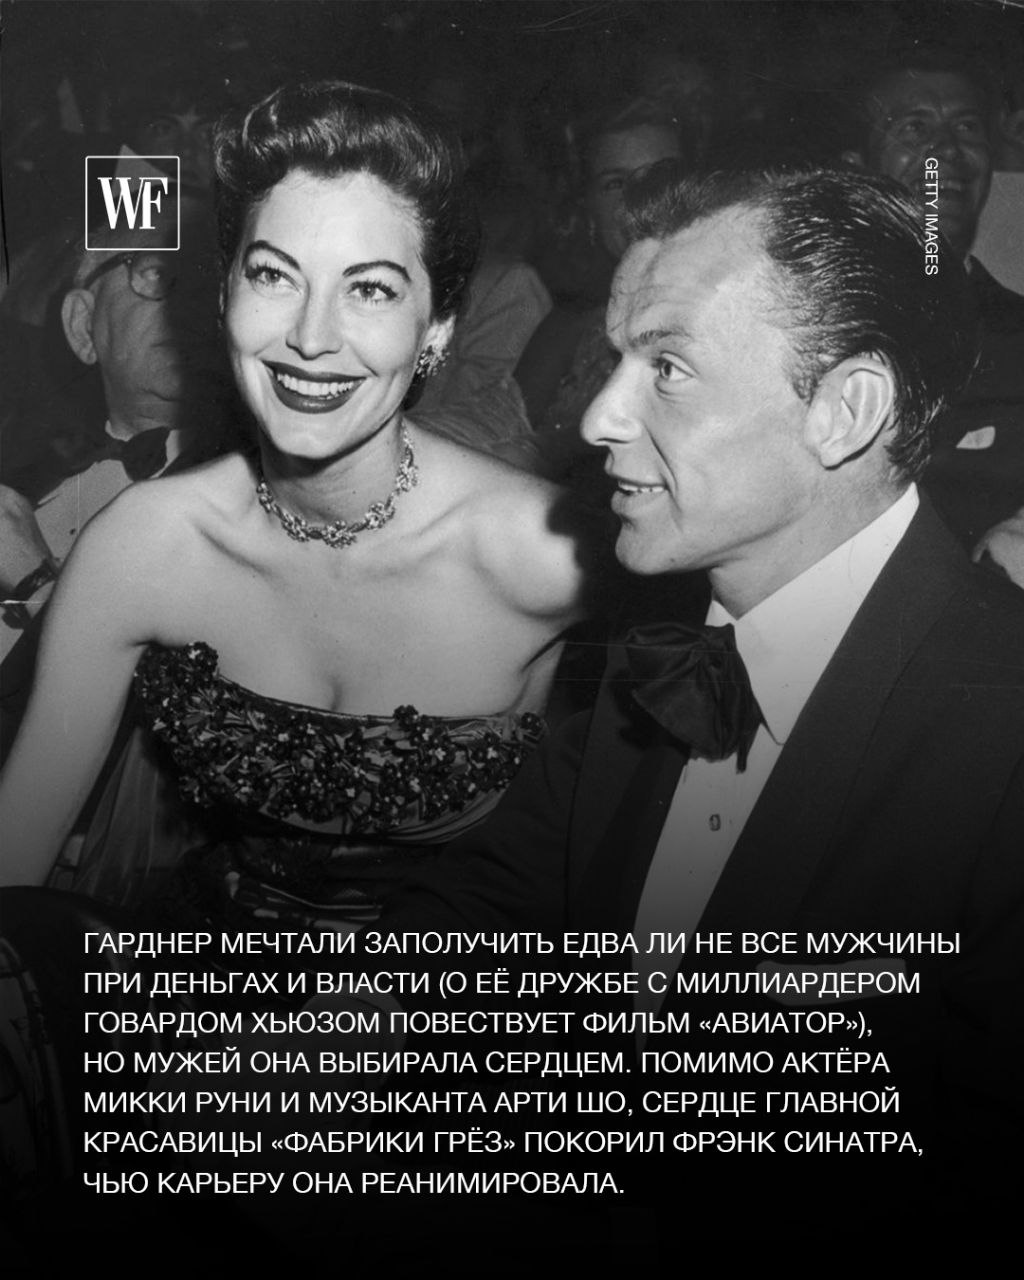 WF
GETTY IMAGES
ГАРДНЕР МЕЧТАЛИ ЗАПОЛУЧИТЬ ЕДВА ЛИ НЕ ВСЕ МУЖЧИНЫ
ПРИ ДЕНЬГАХ И ВЛАСТИ (О ЕЁ ДРУЖБЕ С МИЛЛИАРДЕРОМ
ГОВАРДОМ ХЬЮЗОМ ПОВЕСТВУЕТ ФИЛЬМ «АВИАТОР»),
НО МУЖЕЙ ОНА ВЫБИРАЛА СЕРДЦЕМ. ПОМИМО АКТЁРА
МИККИ РУНИ И МУЗЫКАНТА АРТИ ШО, СЕРДЦЕ ГЛАВНОЙ
КРАСАВИЦЫ «ФАБРИКИ ГРЁЗ» ПОКОРИЛ ФРЭНК СИНАТРА,
ЧЬЮ КАРЬЕРУ ОНА РЕАНИМИРОВАЛА.